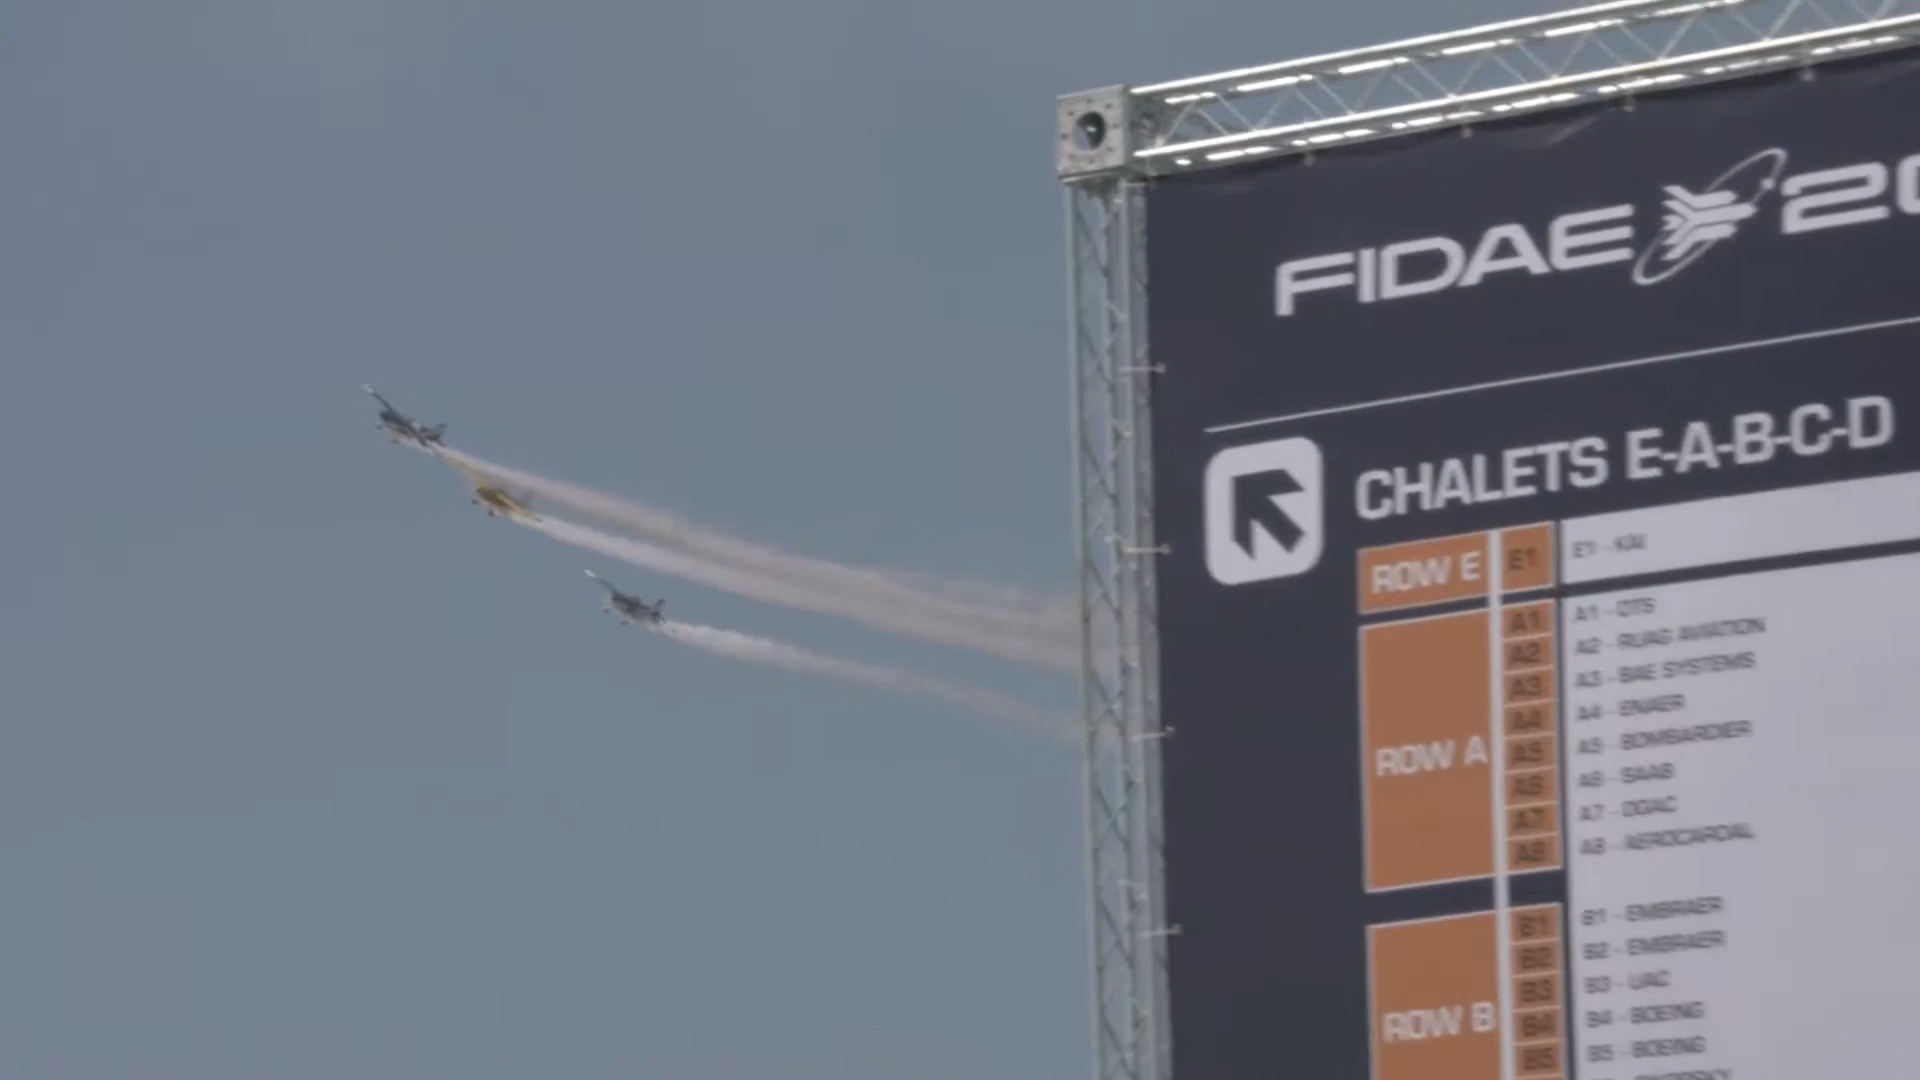 FIDAE 20
CHALETS E-A-B-C-D
ROW E E1 E1 - KAI
ROW A
A1 A1 - DTS
A2 A2 - RUAG AVIATION
A3 A3 - BAE SYSTEMS
A4 A4 - ENAER
A5 A5 - BOMBARDIER
A6 A6 - SAAB
A7 A7 - DGAC
A8 A8 - AEROCARDAL
ROW B
B1 B1 - EMBRAER
B2 B2 - EMBRAER
B3 B3 - UAC
B4 B4 - BOEING
B5 B5 - BOEING